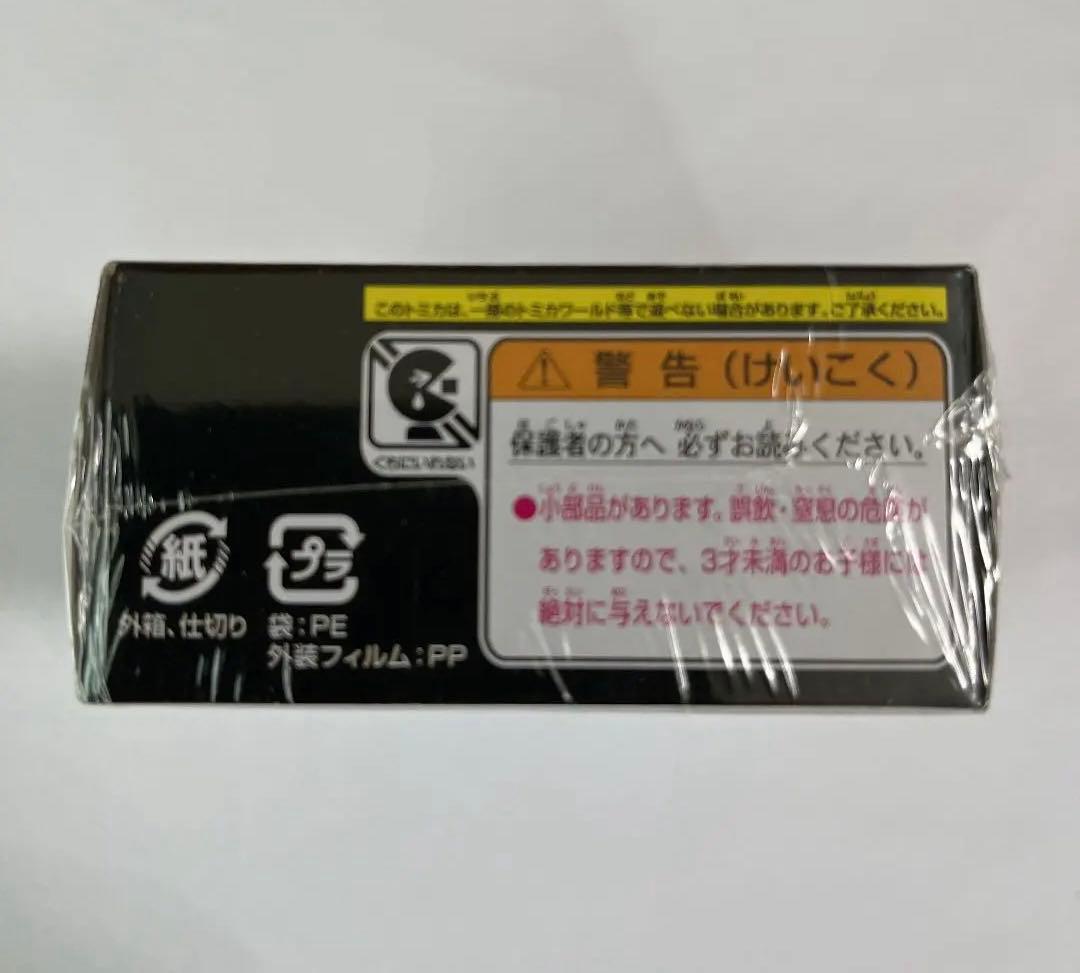 このトミカは、一部のトミカワールド等で遊べない場合があります。ご了承ください。
くちにいれない
警告（けいこく）
保護者の方へ 必ずお読みください。
●小部品があります。誤飲・窒息の危険が
ありますので、3才未満のお子様には
絶対に与えないでください。
紙
外箱、仕切り
プラ
袋：PE
外装フィルム：PP